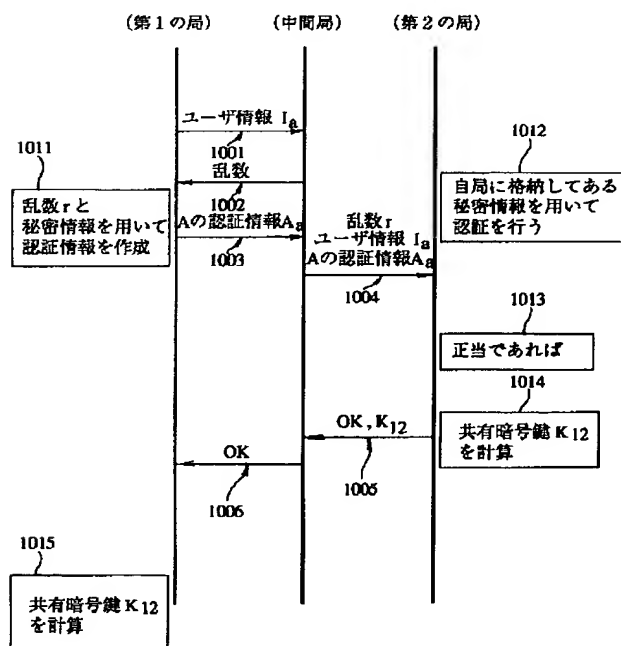 (第1の局) (中間局) (第2の局)
ユーザ情報 Ia
1001
乱数
1002
1011
乱数rと
秘密情報を用いて
認証情報を作成
Aの認証情報Aa
1003
乱数r
ユーザ情報 Ia
Aの認証情報Aa
1004
1012
自局に格納してある
秘密情報を用いて
認証を行う
1013
正当であれば
1014
共有暗号鍵K12
を計算
OK , K12
1005
OK
1006
1015
共有暗号鍵K12
を計算